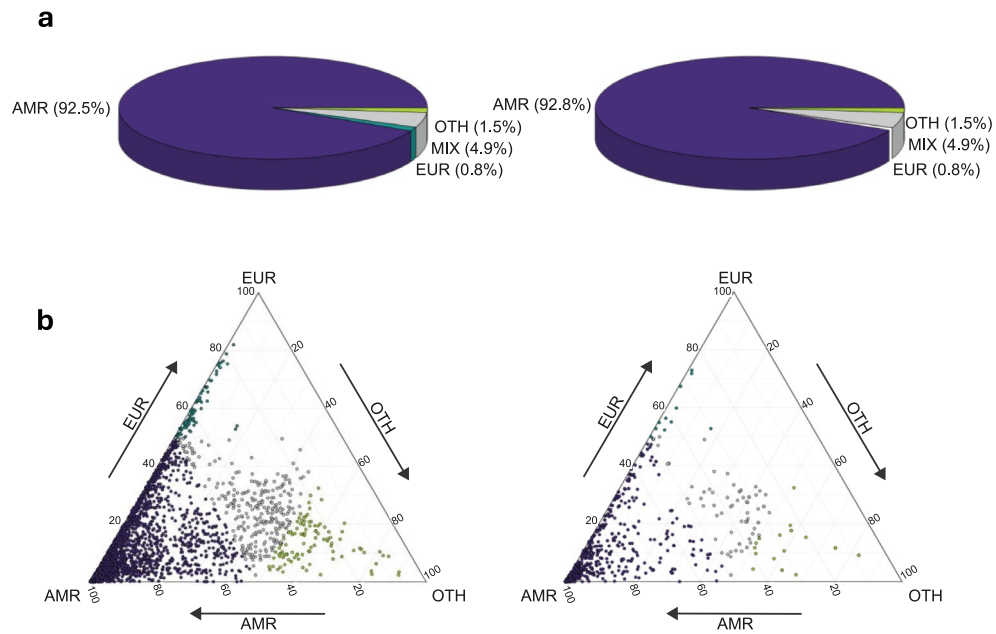 a
AMR (92.5%)
OTH (1.5%)
MIX (4.9%)
EUR (0.8%)
AMR (92.8%)
OTH (1.5%)
MIX (4.9%)
EUR (0.8%)
b
EUR
100
80
60
40
20
20
40
60
80
100
EUR
OTH
AMR
100
80
60
40
20
OTH
AMR
EUR
100
80
60
40
20
20
40
60
80
100
EUR
OTH
AMR
100
80
60
40
20
OTH
AMR